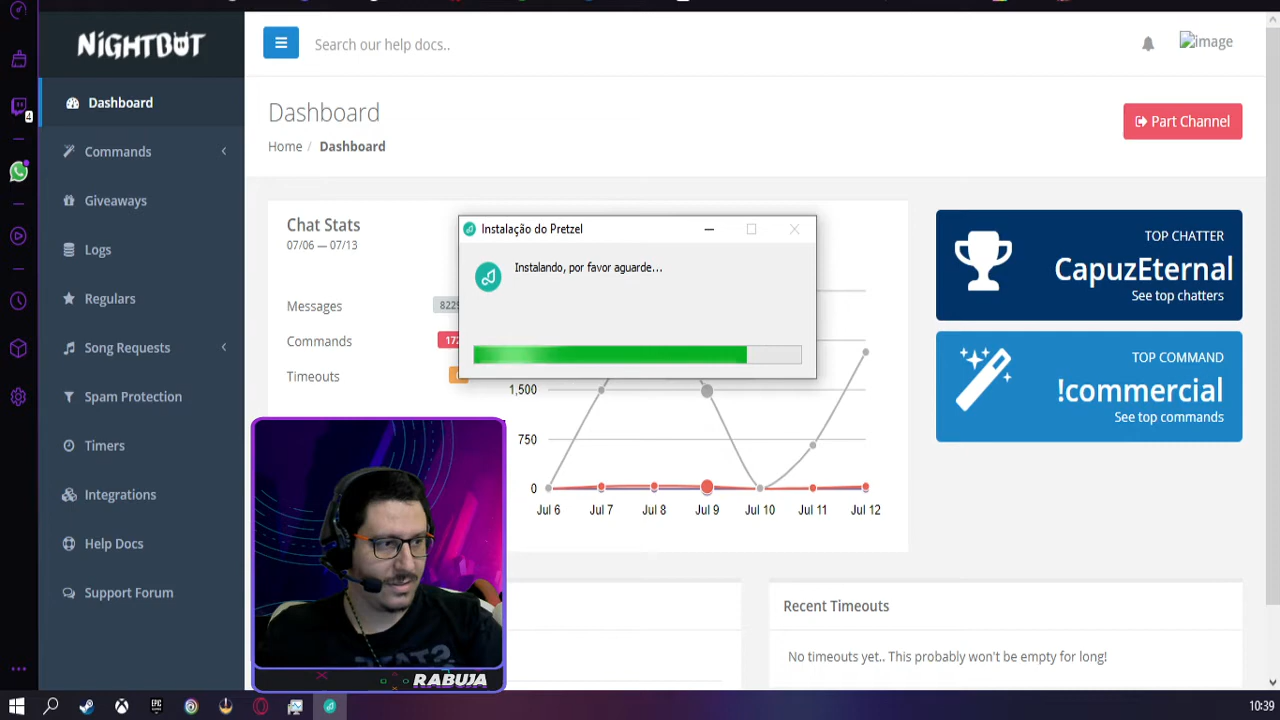 NiGHTBOT
Search our help docs..
image
4
Dashboard
Commands
Giveaways
Logs
Regulars
Song Requests
Spam Protection
Timers
Integrations
Help Docs
Support Forum
Dashboard
Home / Dashboard
Part Channel
Chat Stats
07/06 — 07/13
Messages
Commands
Timeouts
Instalação do Pretzel
Instalando, por favor aguarde...
1,500
750
0
Jul 6 Jul 7 Jul 8 Jul 9 Jul 10 Jul 11 Jul 12
TOP CHATTER
CapuzEternal
See top chatters
TOP COMMAND
!commercial
See top commands
Recent Timeouts
No timeouts yet.. This probably won't be empty for long!
RABUJA
EPIC
10:39